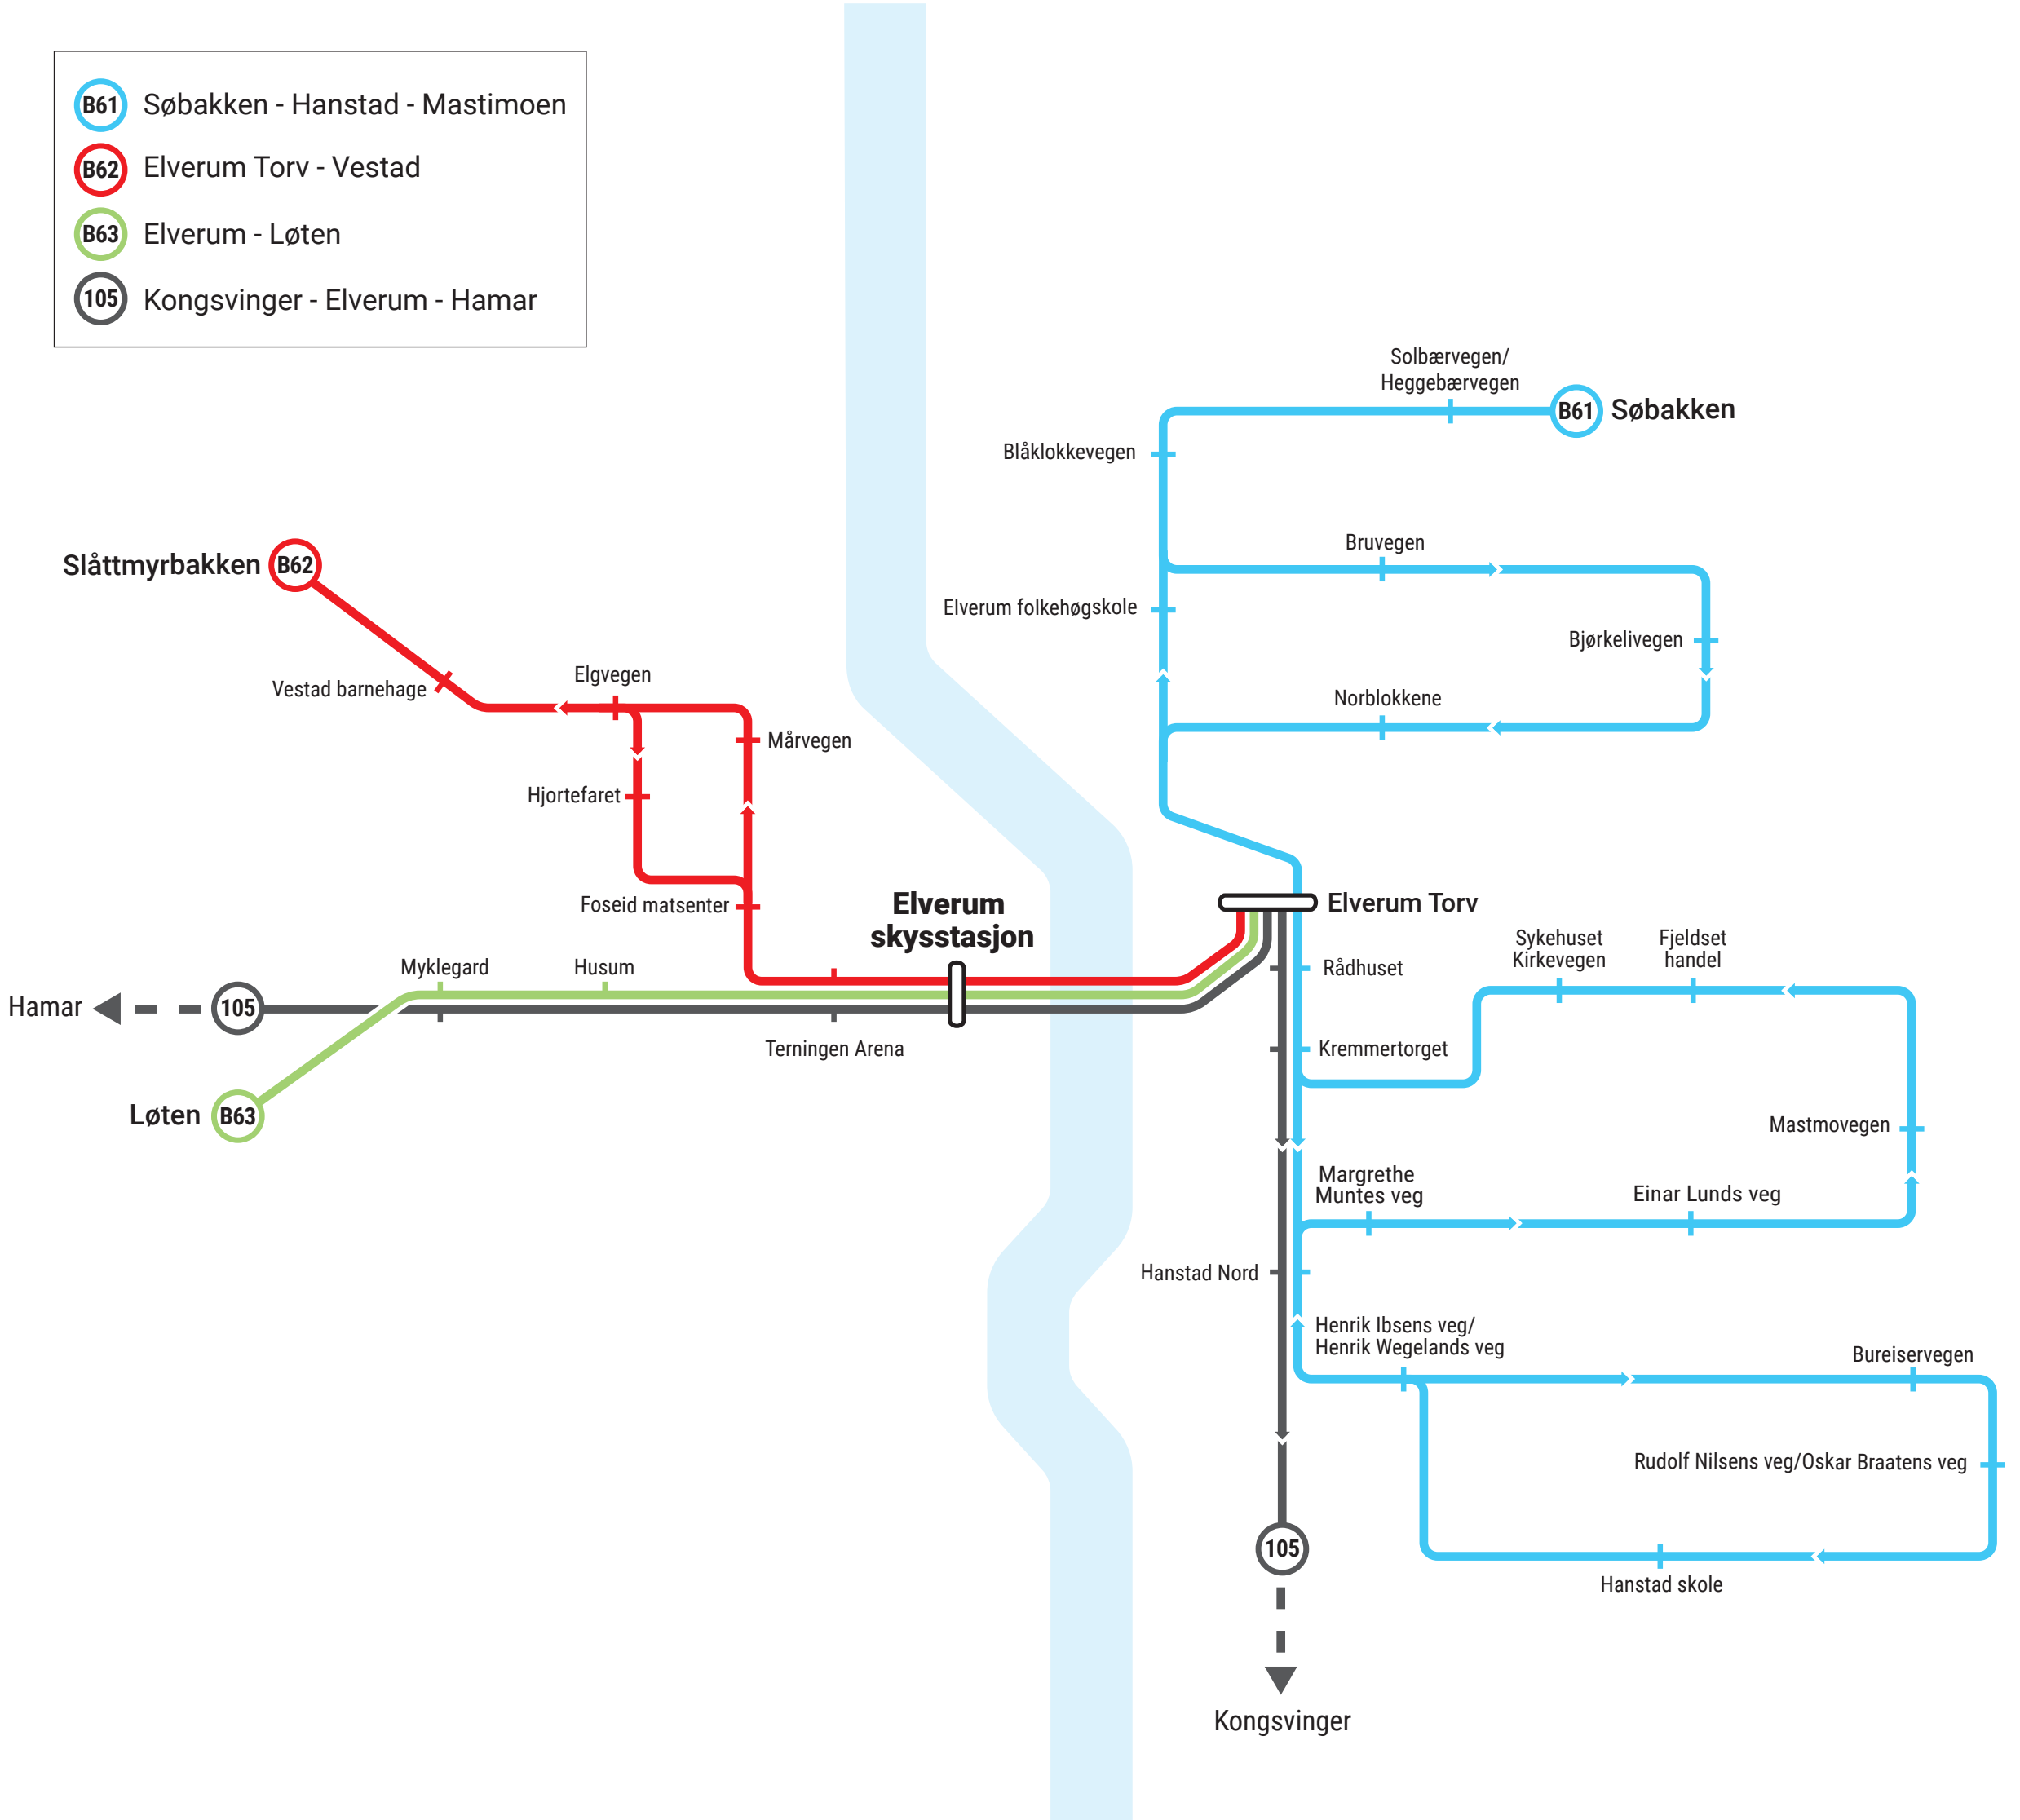 B61 Søbakken - Hanstad - Mastimoen
B62 Elverum Torv - Vestad
B63 Elverum - Løten
105 Kongsvinger - Elverum - Hamar
Solbærvegen/
Heggebærvegen
B61 Søbakken
Blåklokkevegen
Bruvegen
Slåttmyrbakken B62
Elverum folkehøgskole
Bjørkelivegen
Elgvegen
Vestad barnehage
Norblokkene
Mårvegen
Hjortefaret
Foseid matsenter
Elverum
skysstasjon
Elverum Torv
Sykehuset
Kirkevegen
Fjeldset
handel
Myklegard
Husum
Rådhuset
Hamar
105
Terningen Arena
Kremmertorget
Løten B63
Mastmovegen
Margrethe
Muntes veg
Einar Lunds veg
Hanstad Nord
Henrik Ibsens veg/
Henrik Wegelands veg
Bureiservegen
Rudolf Nilsens veg/Oskar Braatens veg
105
Hanstad skole
Kongsvinger